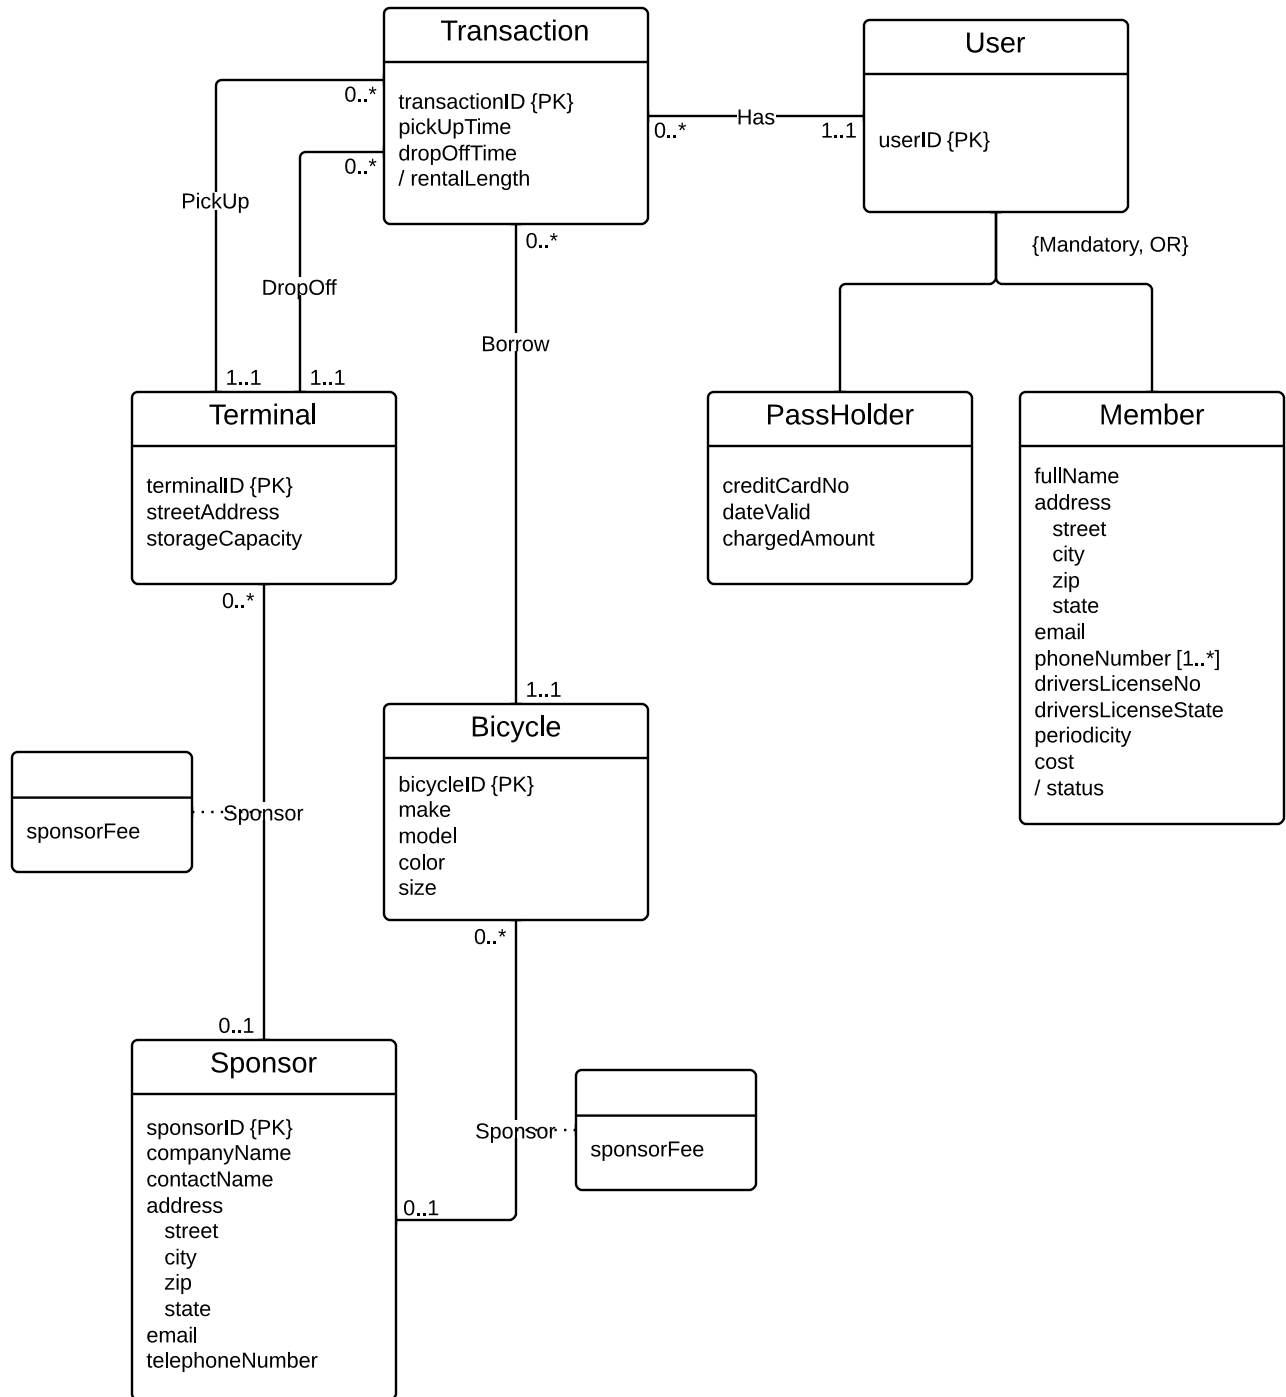 Transaction
transactionID {PK}
pickUpTime
dropOffTime
/ rentalLength
User
userID {PK}
0..*
0..*
PickUp
DropOff
0..*
Has
1..1
{Mandatory, OR}
0..*
Borrow
1..1
1..1
1..1
Terminal
terminalID {PK}
streetAddress
storageCapacity
PassHolder
creditCardNo
dateValid
chargedAmount
Member
fullName
address
street
city
zip
state
email
phoneNumber [1..*]
driversLicenseNo
driversLicenseState
periodicity
cost
/ status
0..*
Sponsor
sponsorFee
0..1
Bicycle
bicycleID {PK}
make
model
color
size
0..*
Sponsor
sponsorFee
0..1
Sponsor
sponsorID {PK}
companyName
contactName
address
street
city
zip
state
email
telephoneNumber